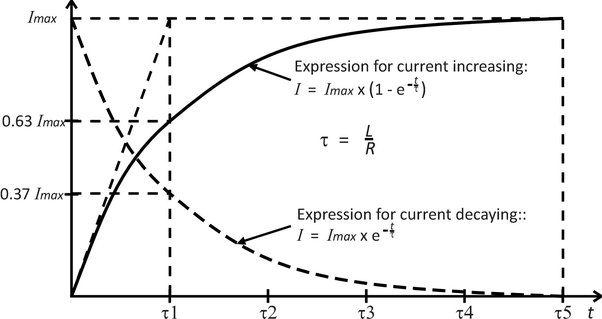 Imax
Expression for current increasing:
I = Imax x (1 - e^-t/τ)
0.63 Imax
τ = L/R
0.37 Imax
Expression for current decaying::
I = Imax x e^-t/τ
τ1 τ2 τ3 τ4 τ5 t